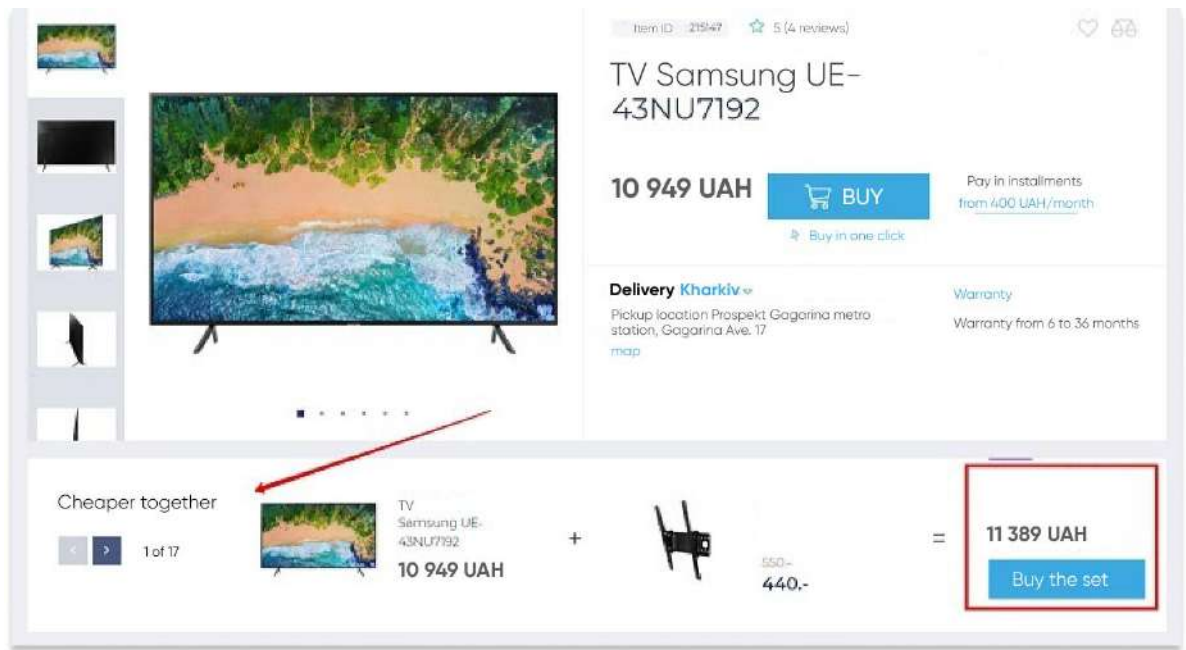 Item ID 215147 5 (4 reviews)
TV Samsung UE-
43NU7192
10 949 UAH
BUY
Buy in one click
Pay in installments
from 400 UAH/month
Delivery Kharkiv
Pickup location Prospekt Gagarina metro
station, Gagarina Ave. 17
map
Warranty
Warranty from 6 to 36 months
Cheaper together
1 of 17
TV
Samsung UE-
43NU7192
10 949 UAH
+
550.-
440.-
=
11 389 UAH
Buy the set